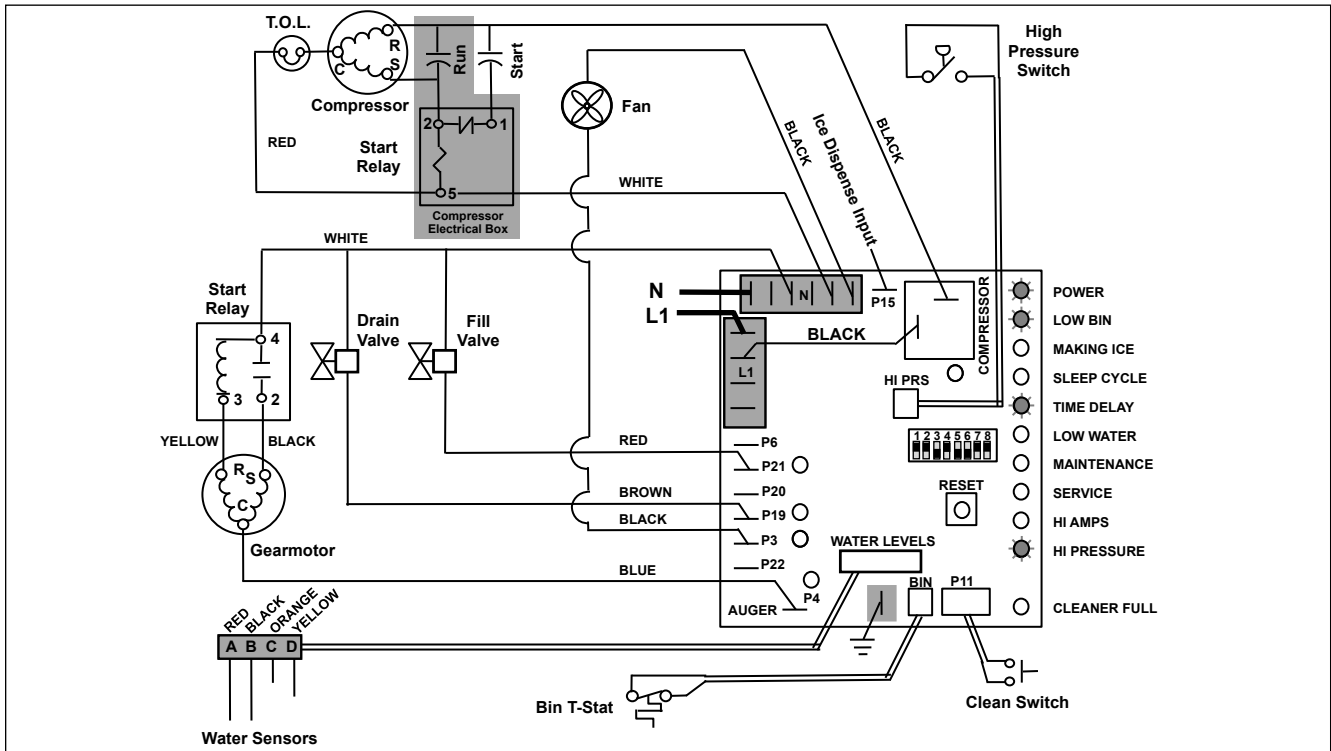 T.O.L.
R
S
C
Compressor
Run
Start
RED
2
1
Start
Relay
5
Compressor
Electrical Box
Fan
BLACK
Ice Dispense Input
BLACK
High
Pressure
Switch
WHITE
WHITE
Start
Relay
4
3
2
Drain
Valve
Fill
Valve
YELLOW
BLACK
R
S
C
Gearmotor
N
L1
N
P15
COMPRESSOR
BLACK
L1
HI PRS
POWER
LOW BIN
MAKING ICE
SLEEP CYCLE
TIME DELAY
LOW WATER
MAINTENANCE
SERVICE
HI AMPS
HI PRESSURE
CLEANER FULL
1 2 3 4 5 6 7 8
RESET
RED
P6
P21
P20
BROWN
P19
BLACK
P3
P22
BLUE
P4
AUGER
WATER LEVELS
BIN
P11
RED
BLACK
ORANGE
YELLOW
A B C D
Water Sensors
Bin T-Stat
Clean Switch